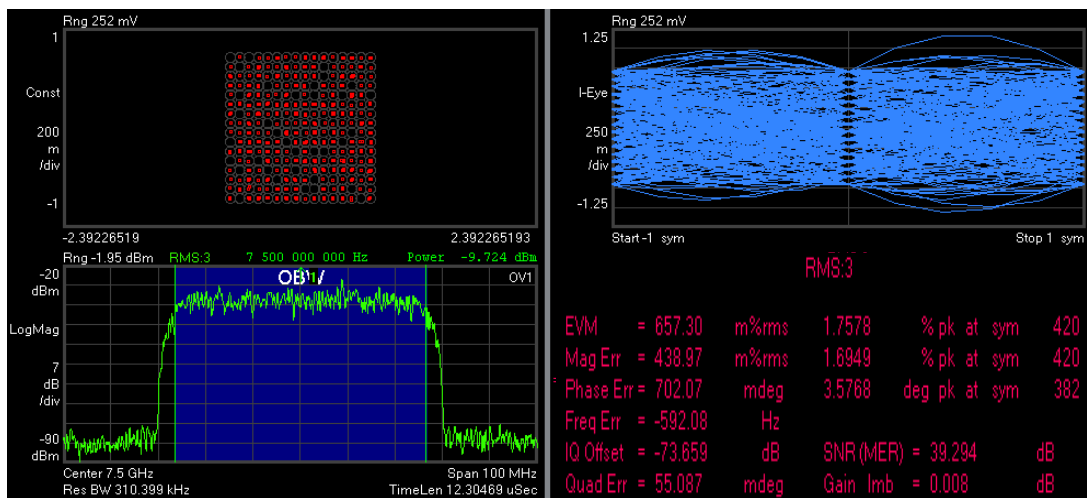 Rng 252 mV
1
Const
200
m
/div
-1
-2.39226519 2.392265193
Rng 252 mV
1.25
I-Eye
250
m
/div
-1.25
Start -1 sym Stop 1 sym
Rng -1.95 dBm RMS:3 7 500 000 000 Hz Power -9.724 dBm
-20
dBm
OV1
LogMag
7
dB
/div
-90
dBm
Center 7.5 GHz Span 100 MHz
Res BW 310.399 kHz TimeLen 12.30469 uSec
RMS:3
EVM = 657.30 m%rms 1.7578 % pk at sym 420
Mag Err = 438.97 m%rms 1.6949 % pk at sym 420
Phase Err = 702.07 mdeg 3.5768 deg pk at sym 382
Freq Err = -592.08 Hz
IQ Offset = -73.659 dB SNR (MER) = 39.294 dB
Quad Err = 55.087 mdeg Gain Imb = 0.008 dB